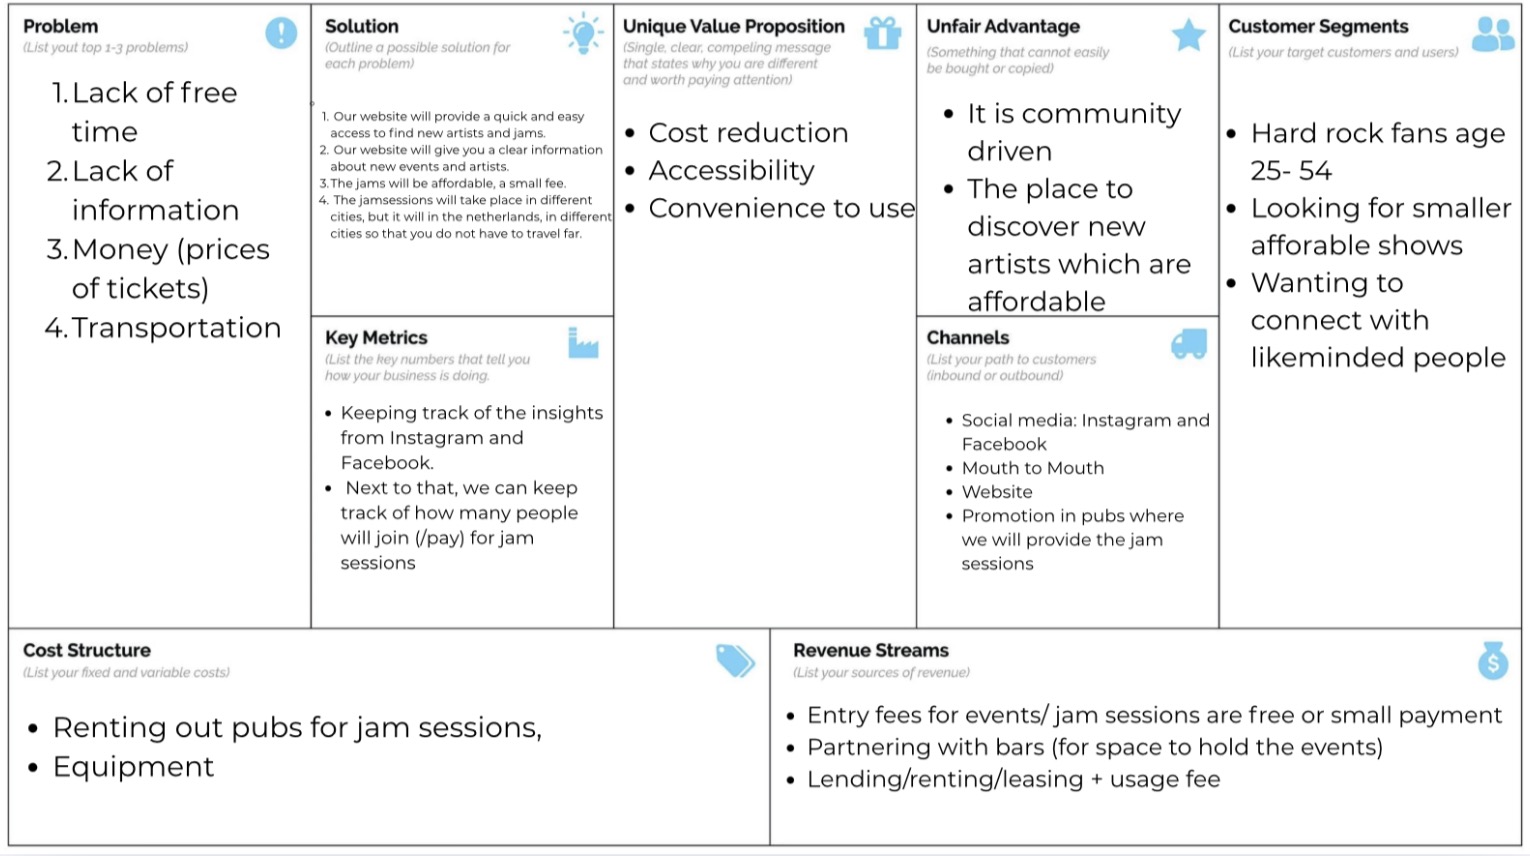 Problem
(List yout top 1-3 problems)
1. Lack of free
time
2. Lack of
information
3. Money (prices
of tickets)
4. Transportation
Solution
(Outline a possible solution for
each problem)
1. Our website will provide a quick and easy
access to find new artists and jams.
2. Our website will give you a clear information
about new events and artists.
3. The jams will be affordable, a small fee.
4. The jamsessions will take place in different
cities, but it will in the netherlands, in different
cities so that you do not have to travel far.
Key Metrics
(List the key numbers that tell you
how your business is doing.
• Keeping track of the insights
from Instagram and
Facebook.
• Next to that, we can keep
track of how many people
will join (/pay) for jam
sessions
Unique Value Proposition
(Single, clear, compeling message
that states why you are different
and worth paying attention)
• Cost reduction
• Accessibility
• Convenience to use
Unfair Advantage
(Something that cannot easily
be bought or copied)
• It is community
driven
• The place to
discover new
artists which are
affordable
Channels
(List your path to customers
(inbound or outbound)
• Social media: Instagram and
Facebook
• Mouth to Mouth
• Website
• Promotion in pubs where
we will provide the jam
sessions
Customer Segments
(List your target customers and users)
• Hard rock fans age
25- 54
• Looking for smaller
afforable shows
• Wanting to
connect with
likeminded people
Cost Structure
(List your fixed and variable costs)
• Renting out pubs for jam sessions,
• Equipment
Revenue Streams
(List your sources of revenue)
• Entry fees for events/ jam sessions are free or small payment
• Partnering with bars (for space to hold the events)
• Lending/renting/leasing + usage fee